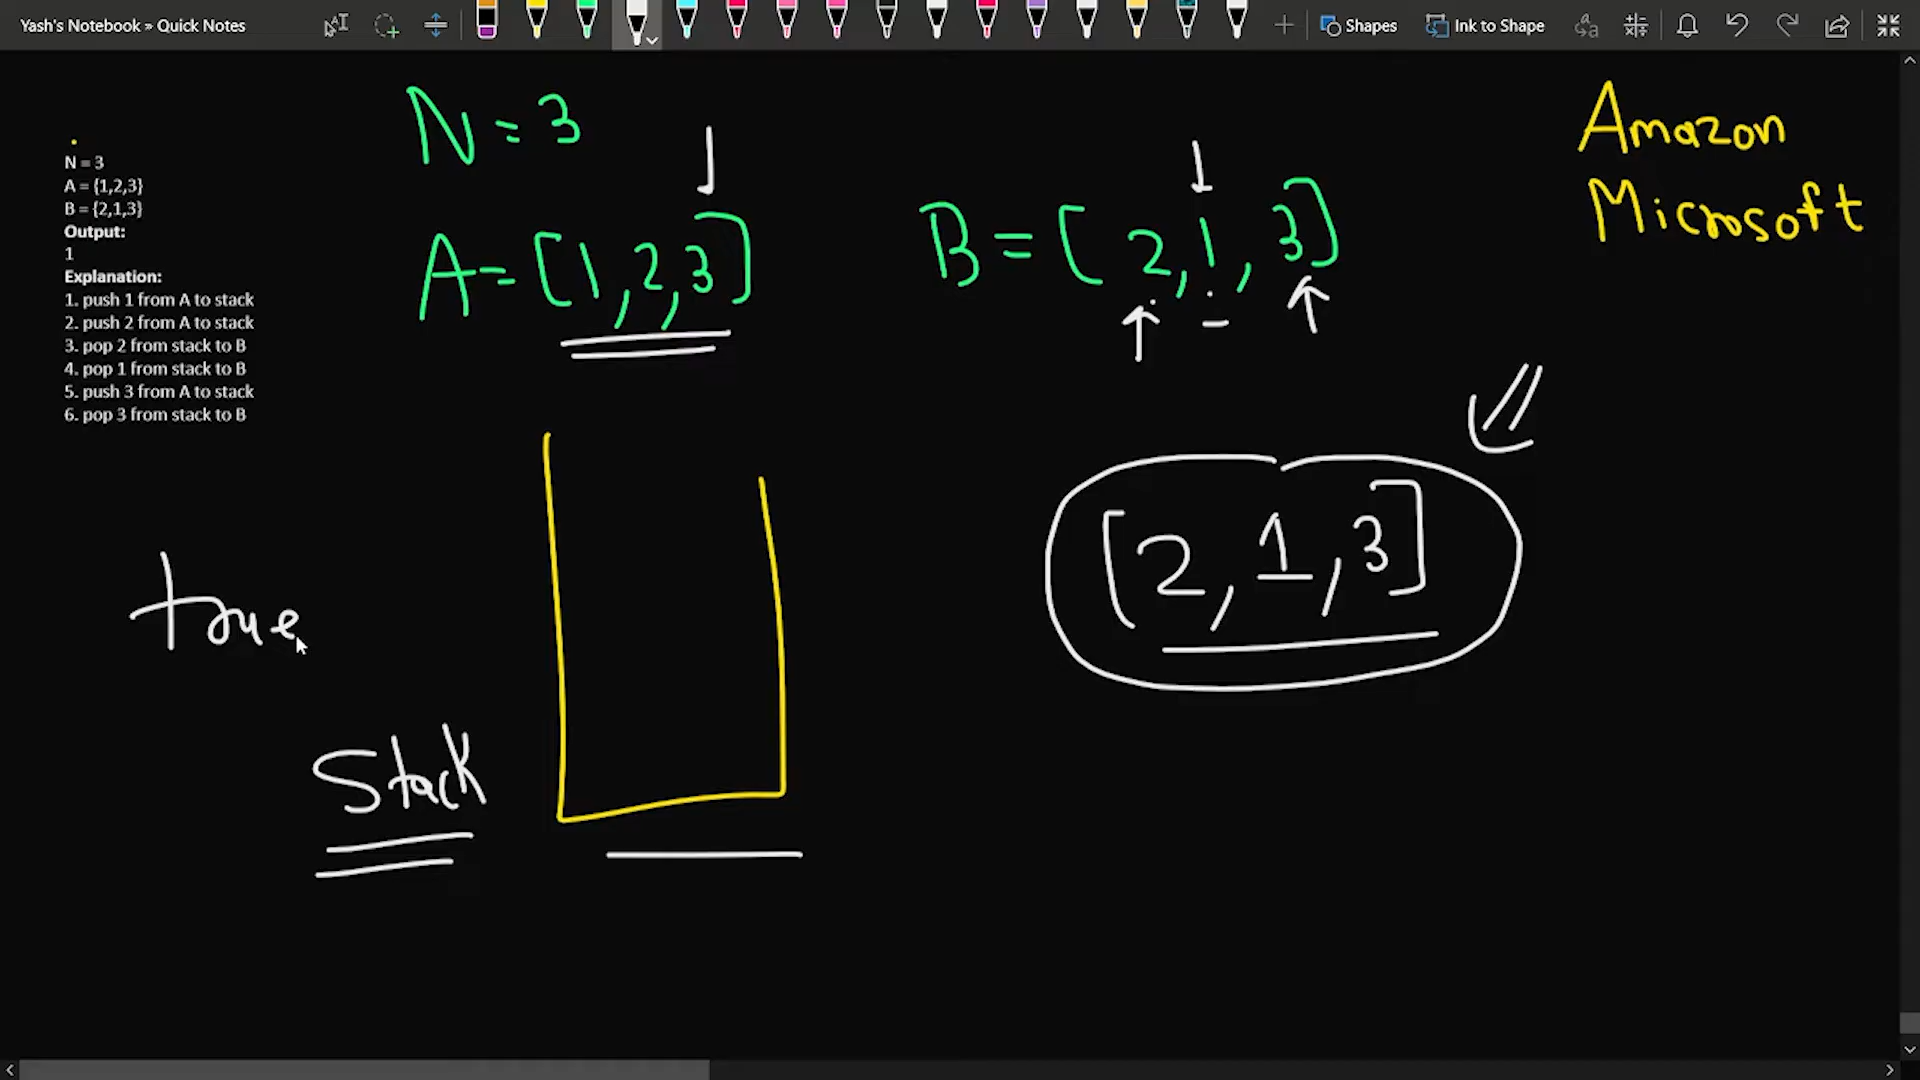 Yash's Notebook » Quick Notes
Shapes
Ink to Shape
N = 3
A = {1,2,3}
B = {2,1,3}
Output:
1
Explanation:
1. push 1 from A to stack
2. push 2 from A to stack
3. pop 2 from stack to B
4. pop 1 from stack to B
5. push 3 from A to stack
6. pop 3 from stack to B
N = 3
A = [1,2,3]
B = [2,1,3]
Amazon
Microsoft
[2,1,3]
true
Stack